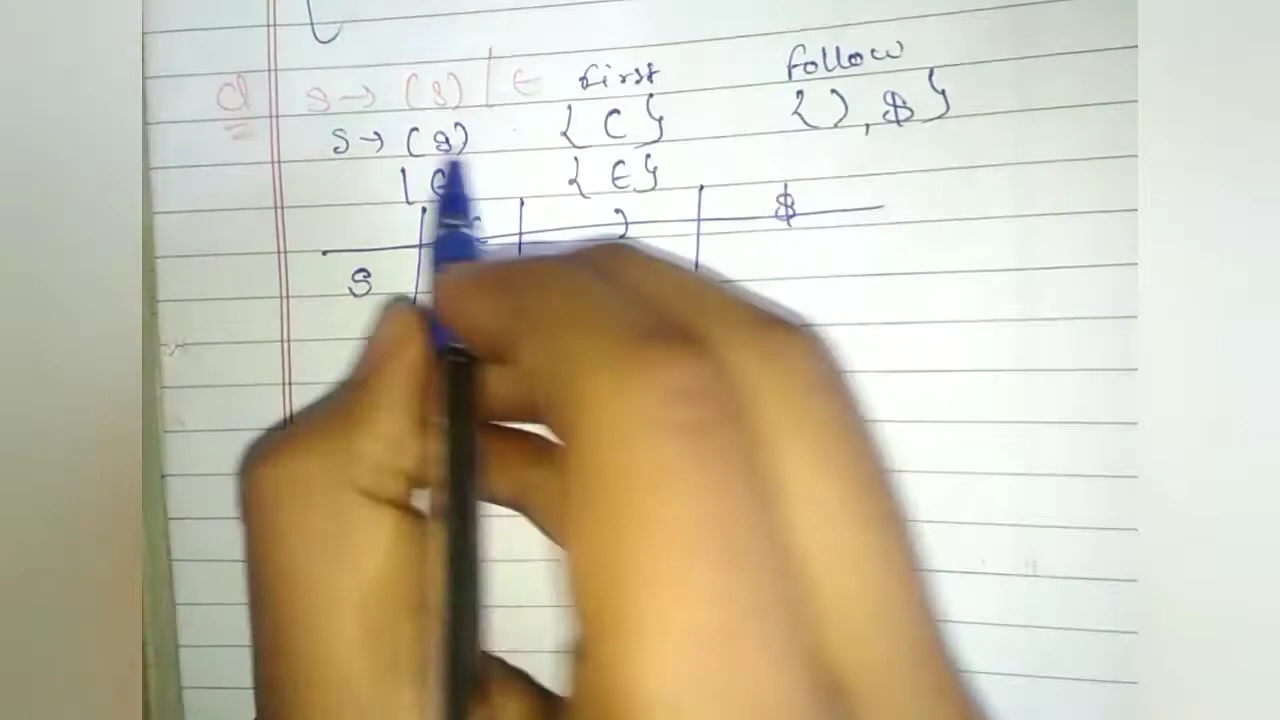 d s → (s) | ϵ first follow
s → (s) { ( } { ), $ }
| ϵ { ϵ }
( ) $
s